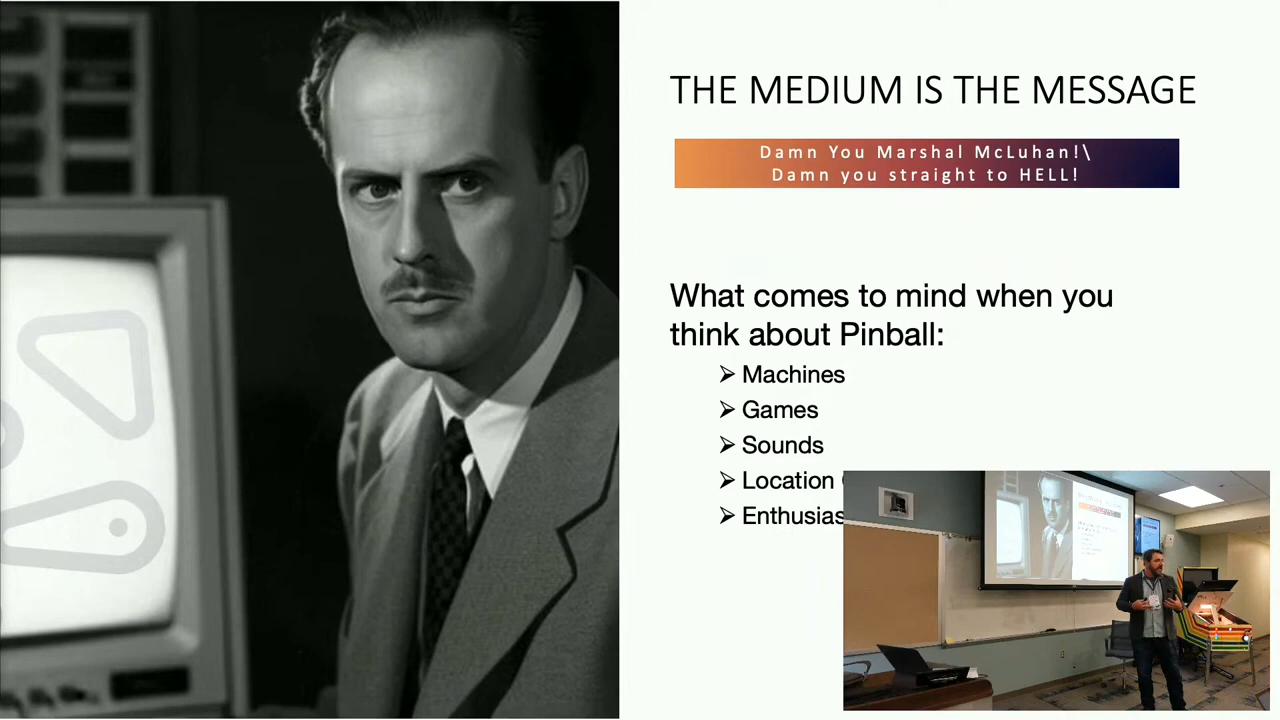 THE MEDIUM IS THE MESSAGE
Damn You Marshal McLuhan!\
Damn you straight to HELL!
What comes to mind when you
think about Pinball:
➢ Machines
➢ Games
➢ Sounds
➢ Location
➢ Enthusias